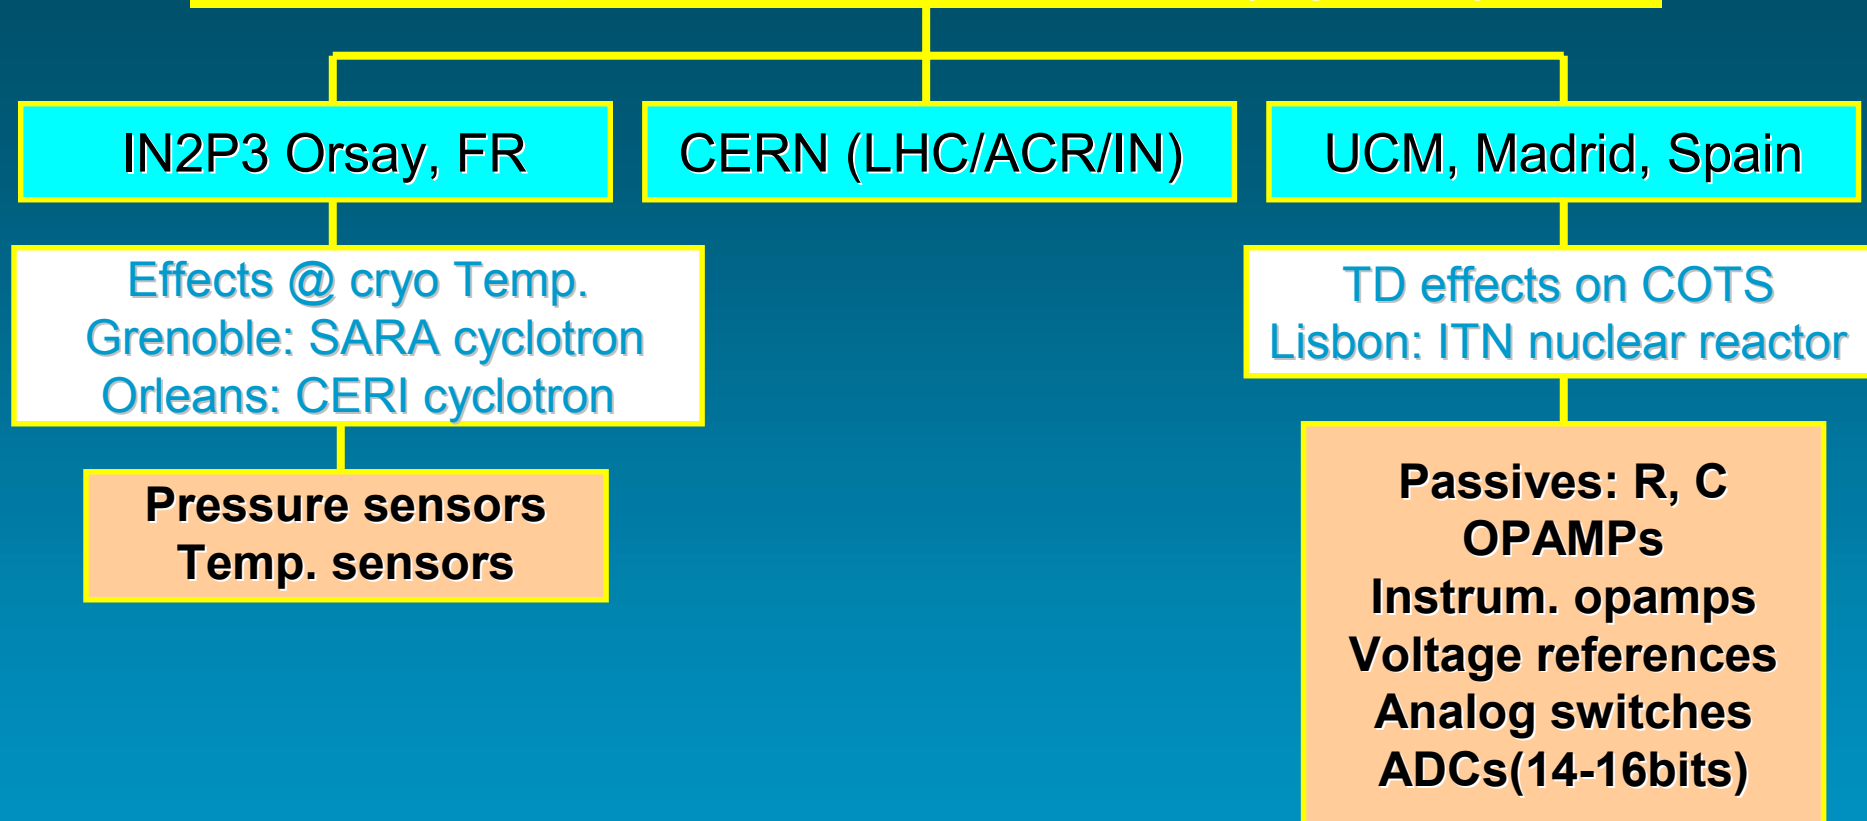 IN2P3 Orsay, FR
CERN (LHC/ACR/IN)
UCM, Madrid, Spain
Effects @ cryo Temp.
Grenoble: SARA cyclotron
Orleans: CERI cyclotron
TD effects on COTS
Lisbon: ITN nuclear reactor
Pressure sensors
Temp. sensors
Passives: R, C
OPAMPs
Instrum. opamps
Voltage references
Analog switches
ADCs(14-16bits)